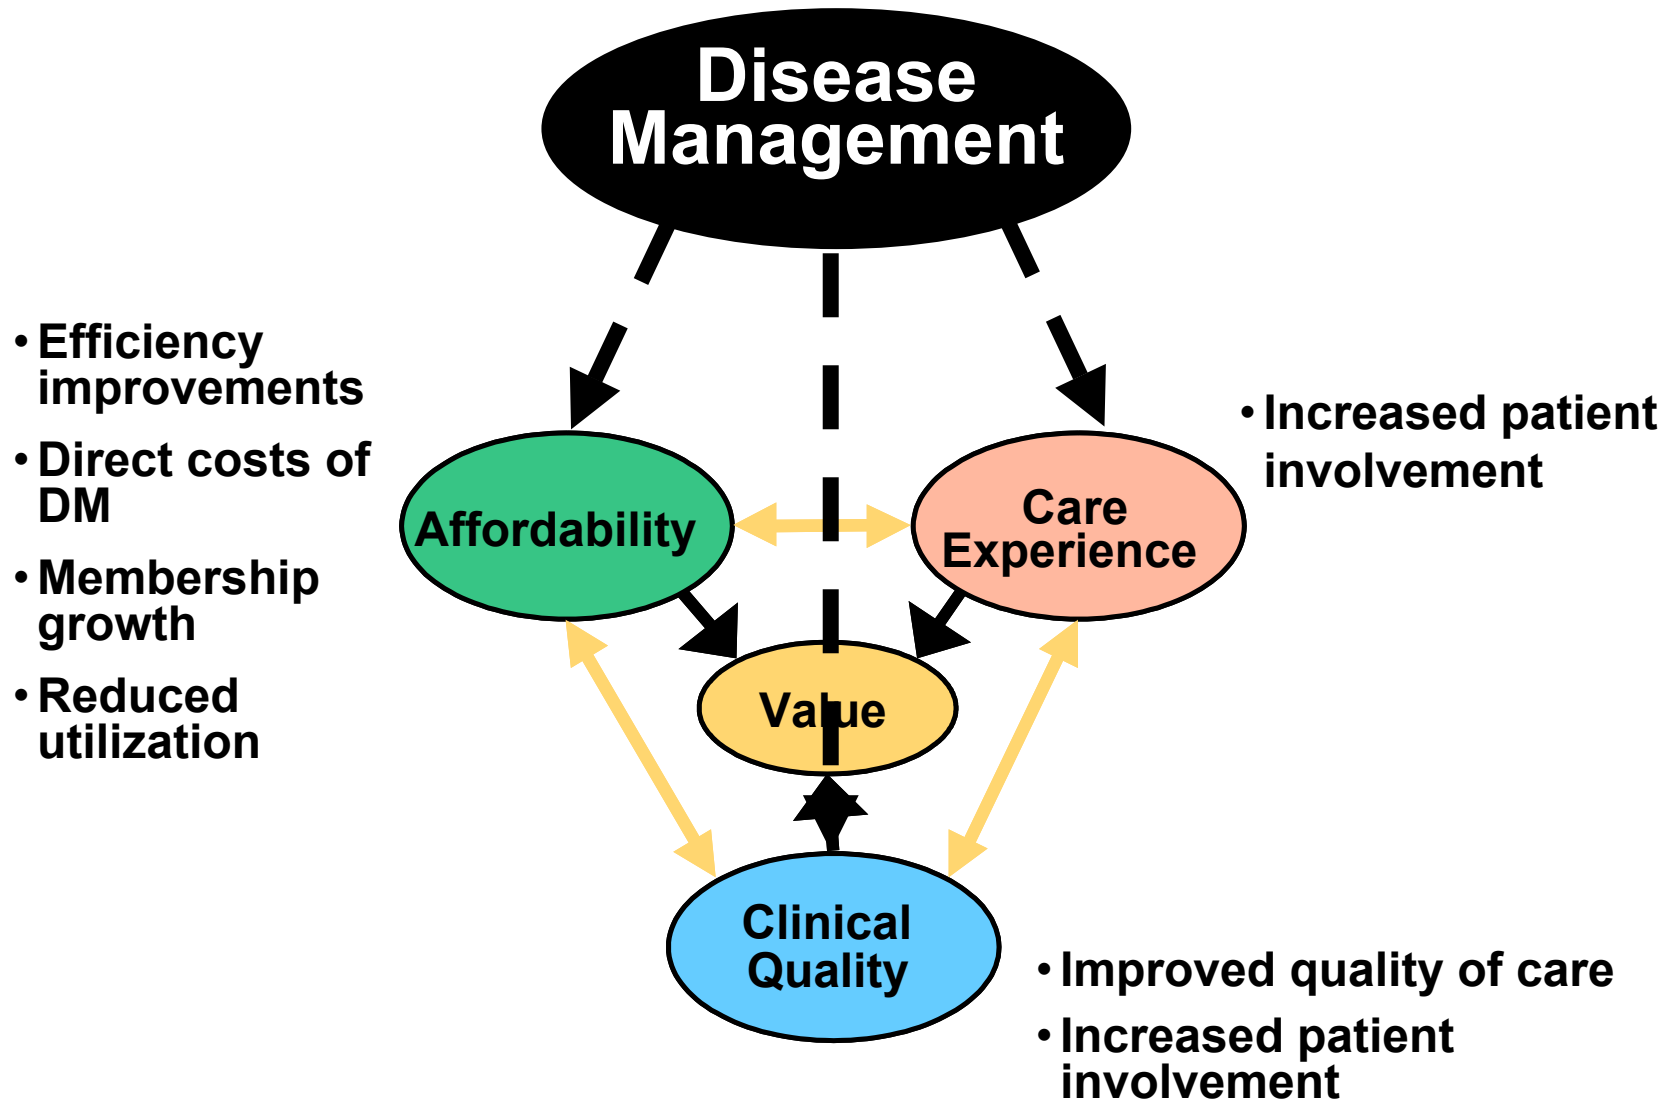 Disease
Management
• Efficiency
improvements
• Direct costs of
DM
• Membership
growth
• Reduced
utilization
Affordability
Care
Experience
• Increased patient
involvement
Value
Clinical
Quality
• Improved quality of care
• Increased patient
involvement